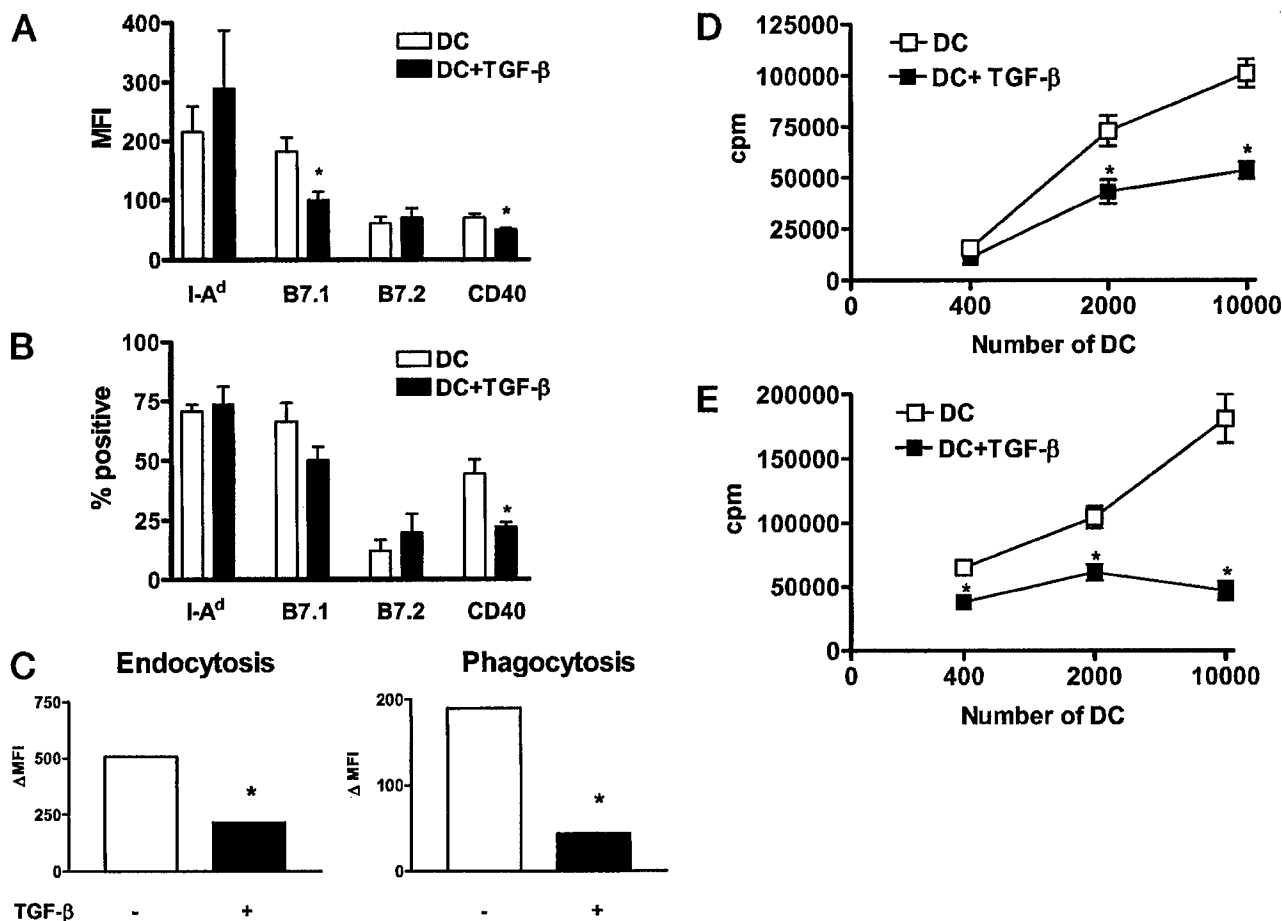 A
400
300
200
100
0
MFI
DC
DC+TGF-β
*
*
I-Aᵈ B7.1 B7.2 CD40
B
100
75
50
25
0
% positive
DC
DC+TGF-β
*
I-Aᵈ B7.1 B7.2 CD40
C
Endocytosis
750
500
250
0
ΔMFI
*
TGF-β - +
Phagocytosis
200
100
0
Δ MFI
*
- +
D
125000
100000
75000
50000
25000
0
cpm
DC
DC+ TGF-β
* *
0 400 2000 10000
Number of DC
E
200000
150000
100000
50000
0
cpm
DC
DC+TGF-β
* * *
0 400 2000 10000
Number of DC